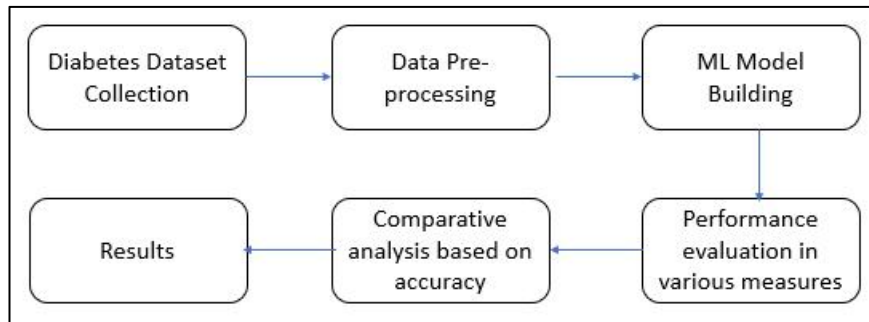 Diabetes Dataset
Collection
Data Pre-
processing
ML Model
Building
Performance
evaluation in
various measures
Comparative
analysis based on
accuracy
Results